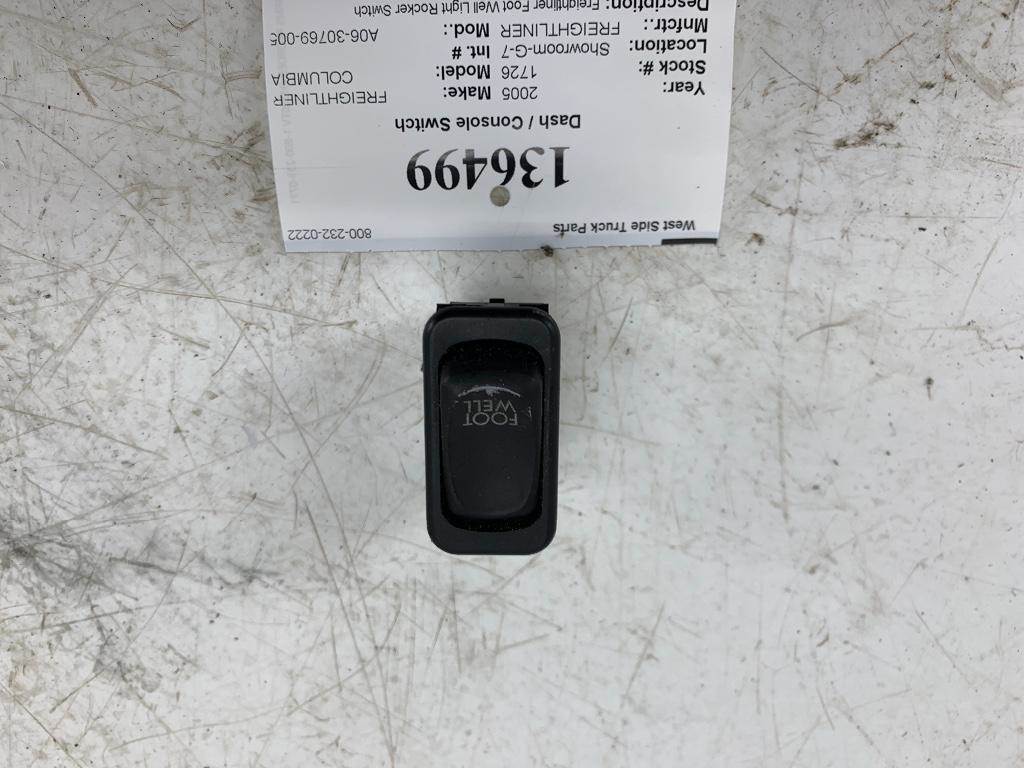 West Side Truck Parts 800-232-0222
136499
Dash / Console Switch
Year: 2005 Make: FREIGHTLINER
Stock #: 1726 Model: COLUMBIA
Location: Showroom-G-7 Int #
Mnfctr.: FREIGHTLINER Mod.: A06-30769-005
Description: Freightliner Foot Well Light Rocker Switch
FOOT
WELL